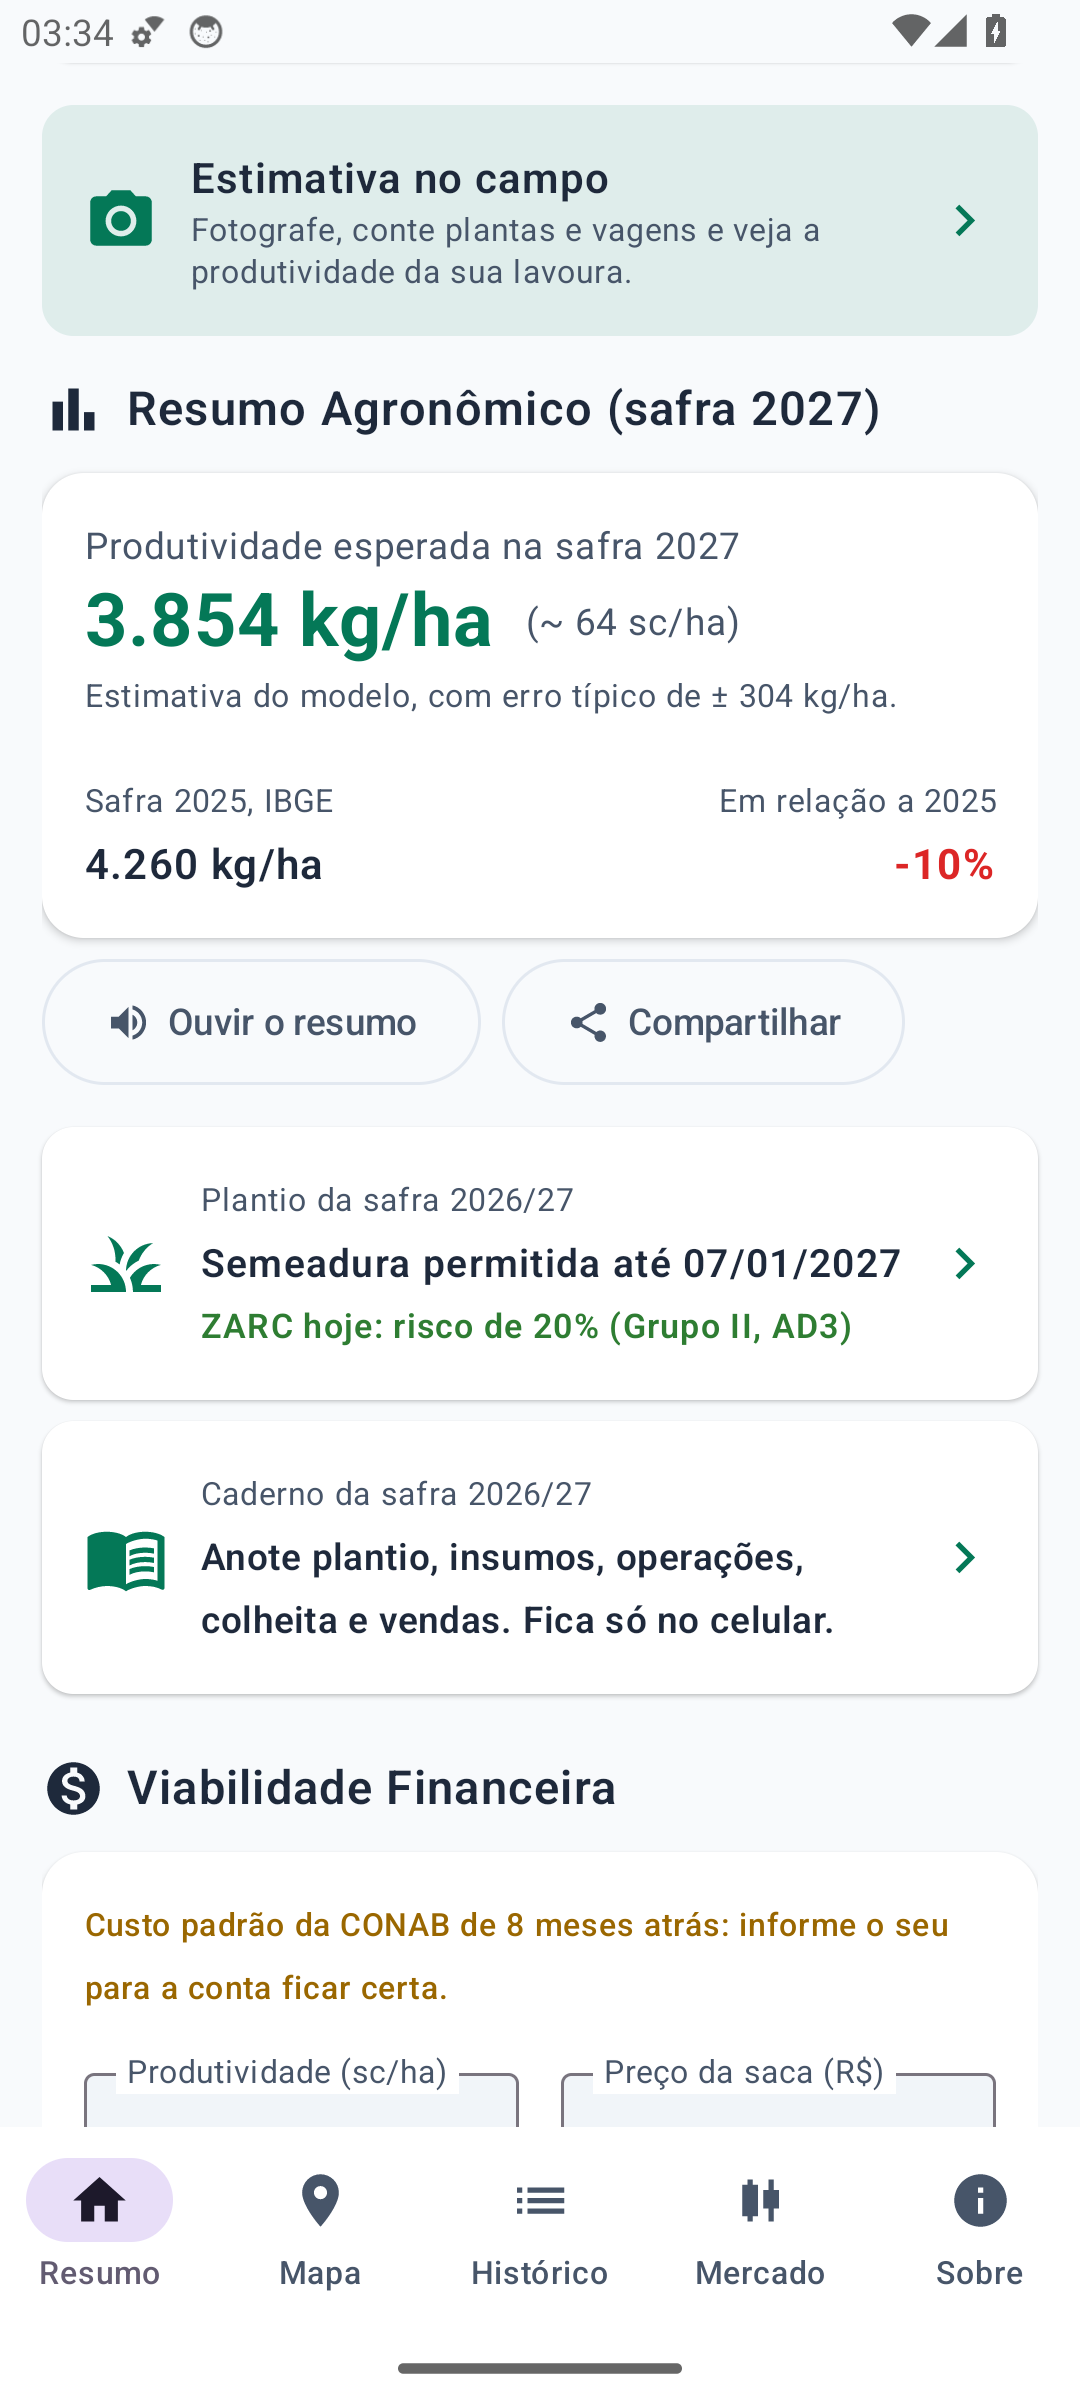 03:34
Estimativa no campo
Fotografe, conte plantas e vagens e veja a
produtividade da sua lavoura.
Resumo Agronômico (safra 2027)
Produtividade esperada na safra 2027
3.854 kg/ha (~ 64 sc/ha)
Estimativa do modelo, com erro típico de ± 304 kg/ha.
Safra 2025, IBGE
Em relação a 2025
4.260 kg/ha
-10%
Ouvir o resumo
Compartilhar
Plantio da safra 2026/27
Semeadura permitida até 07/01/2027
ZARC hoje: risco de 20% (Grupo II, AD3)
Caderno da safra 2026/27
Anote plantio, insumos, operações,
colheita e vendas. Fica só no celular.
Viabilidade Financeira
Custo padrão da CONAB de 8 meses atrás: informe o seu
para a conta ficar certa.
Produtividade (sc/ha)
Preço da saca (R$)
Resumo
Mapa
Histórico
Mercado
Sobre